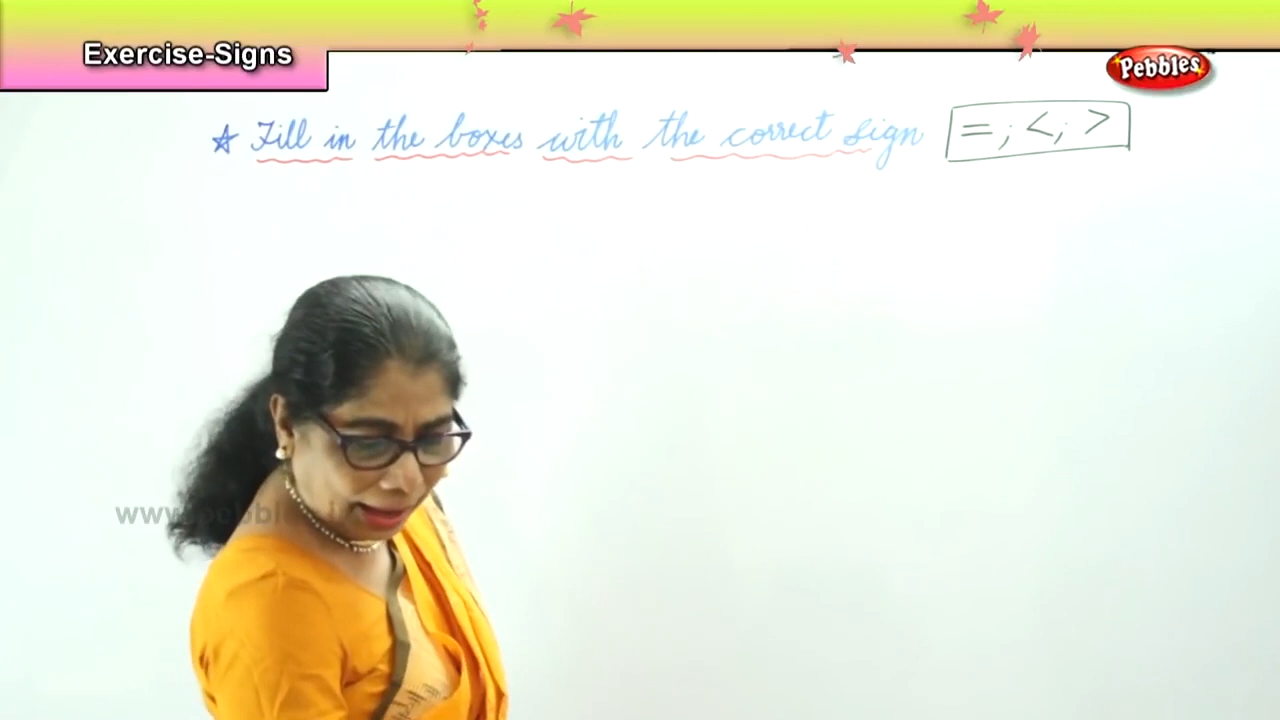 Exercise-Signs
Pebbles
☆ Fill in the boxes with the correct sign =; <; >